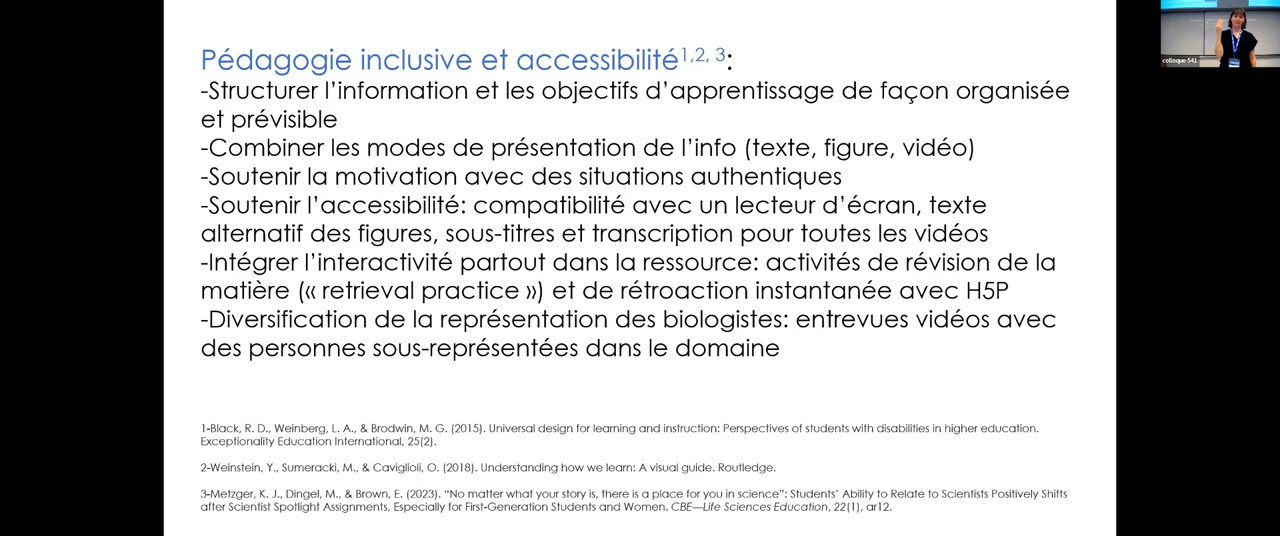 Pédagogie inclusive et accessibilité1,2, 3:
-Structurer l’information et les objectifs d’apprentissage de façon organisée
et prévisible
-Combiner les modes de présentation de l’info (texte, figure, vidéo)
-Soutenir la motivation avec des situations authentiques
-Soutenir l’accessibilité: compatibilité avec un lecteur d’écran, texte
alternatif des figures, sous-titres et transcription pour toutes les vidéos
-Intégrer l’interactivité partout dans la ressource: activités de révision de la
matière (« retrieval practice ») et de rétroaction instantanée avec H5P
-Diversification de la représentation des biologistes: entrevues vidéos avec
des personnes sous-représentées dans le domaine
1-Black, R. D., Weinberg, L. A., & Brodwin, M. G. (2015). Universal design for learning and instruction: Perspectives of students with disabilities in higher education.
Exceptionality Education International, 25(2).
2-Weinstein, Y., Sumeracki, M., & Caviglioli, O. (2018). Understanding how we learn: A visual guide. Routledge.
3-Metzger, K. J., Dingel, M., & Brown, E. (2023). “No matter what your story is, there is a place for you in science”: Students’ Ability to Relate to Scientists Positively Shifts
after Scientist Spotlight Assignments, Especially for First-Generation Students and Women. CBE—Life Sciences Education, 22(1), ar12.
colloque 541